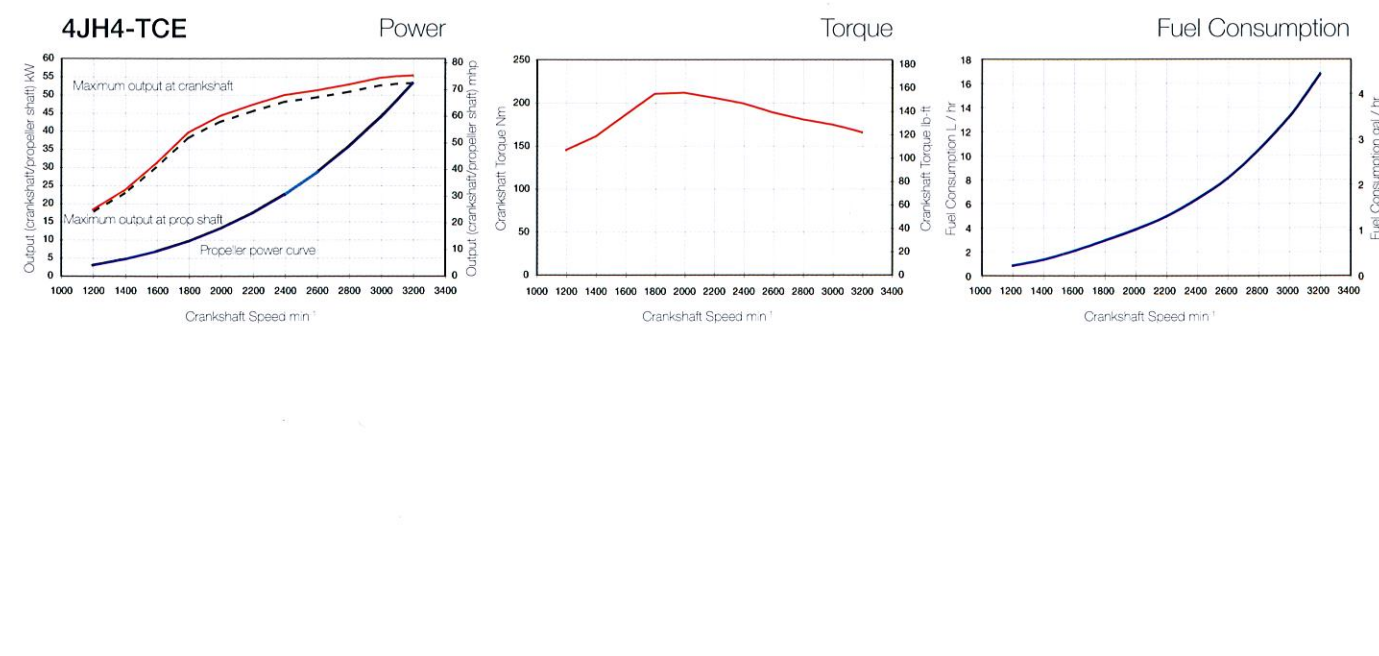 4JH4-TCE
Power
Output (crankshaft/propeller shaft) kW
60
55
50
45
40
35
30
25
20
15
10
5
0
Maximum output at crankshaft
Maximum output at prop shaft
Propeller power curve
80
70
60
50
40
30
20
10
0
Output (crankshaft/propeller shaft) mhp
1000 1200 1400 1600 1800 2000 2200 2400 2600 2800 3000 3200 3400
Crankshaft Speed min ¹
Torque
Crankshaft Torque Nm
250
200
150
100
50
0
180
160
140
120
100
80
60
40
20
0
Crankshaft Torque lb-ft
1000 1200 1400 1600 1800 2000 2200 2400 2600 2800 3000 3200 3400
Crankshaft Speed min ¹
Fuel Consumption
Fuel Consumption L / hr
18
16
14
12
10
8
6
4
2
0
4
3
2
1
0
Fuel Consumption gal / hr
1000 1200 1400 1600 1800 2000 2200 2400 2600 2800 3000 3200 3400
Crankshaft Speed min ¹